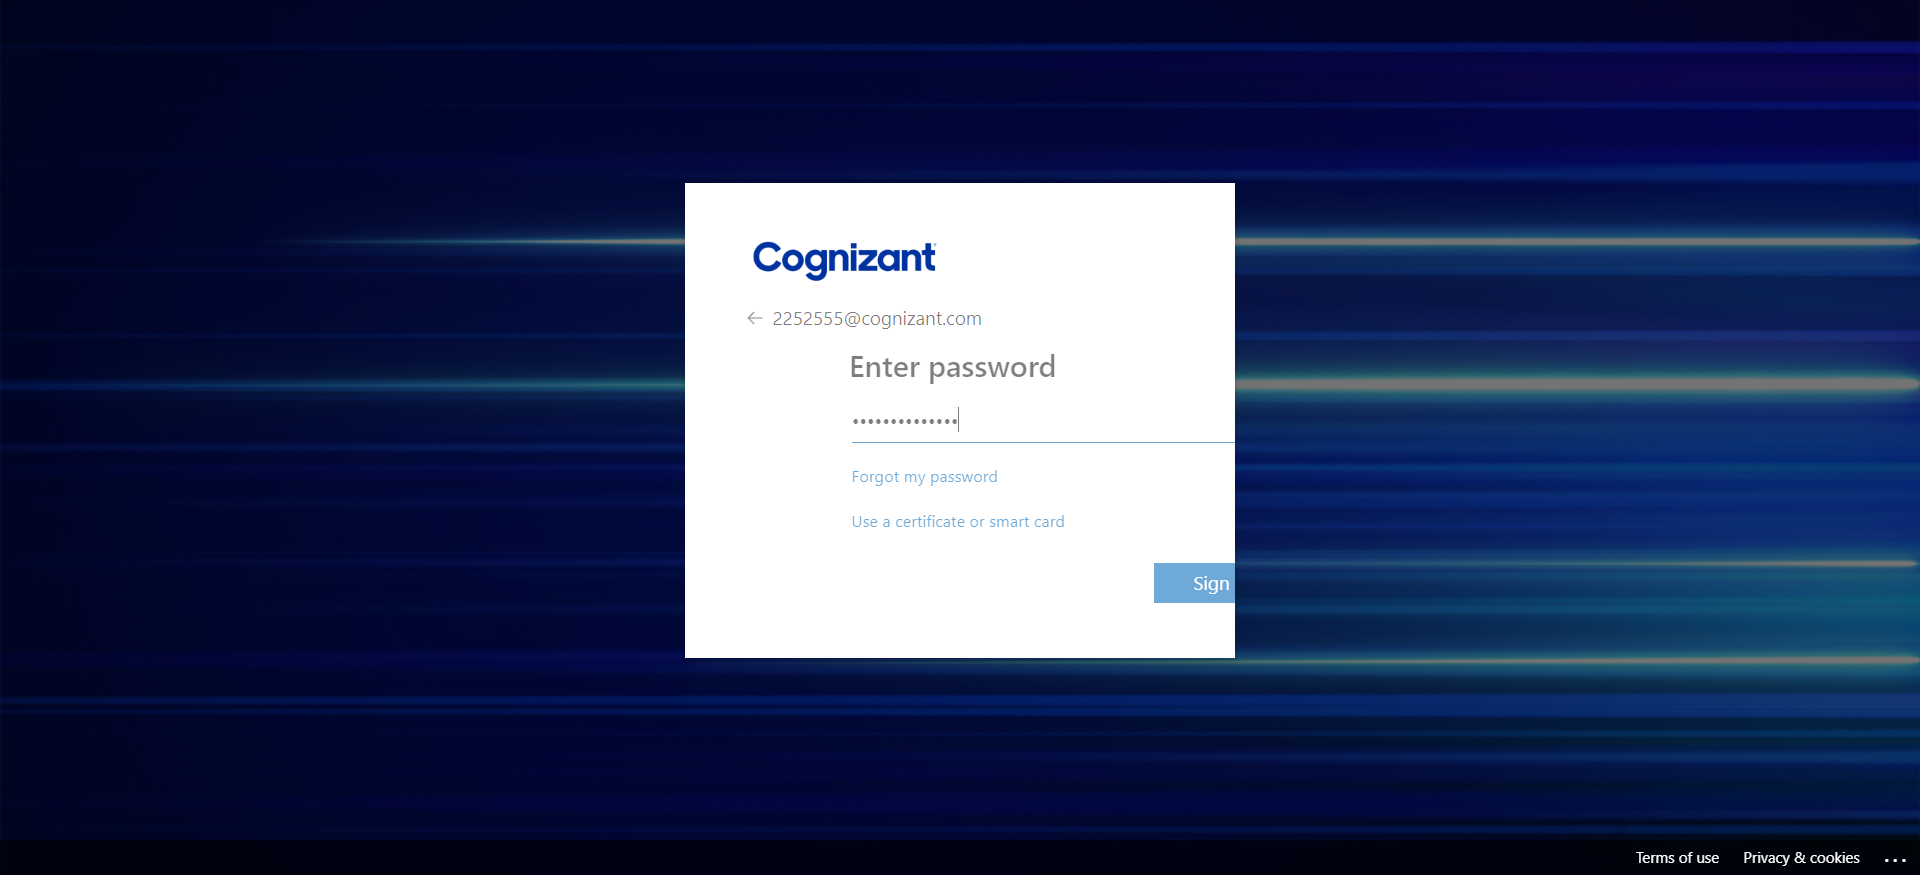 Cognizant
2252555@cognizant.com
Enter password
••••••••••••••
Forgot my password
Use a certificate or smart card
Sign
Terms of use Privacy & cookies ...